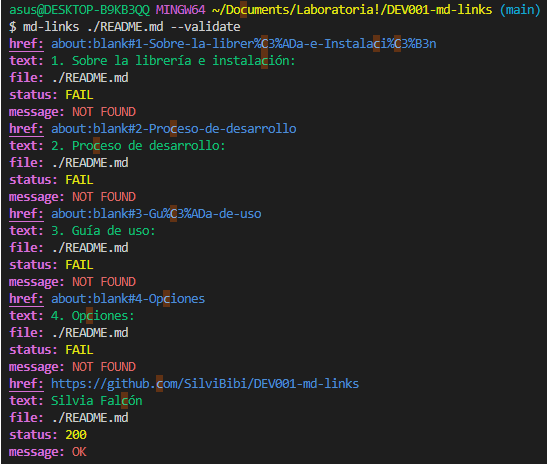 asus@DESKTOP-B9KB3QQ MINGW64 ~/Documents/Laboratoria!/DEV001-md-links (main)
$ md-links ./README.md --validate
href: about:blank#1-Sobre-la-librer%C3%ADa-e-Instalaci%C3%B3n
text: 1. Sobre la librería e instalación:
file: ./README.md
status: FAIL
message: NOT FOUND
href: about:blank#2-Proceso-de-desarrollo
text: 2. Proceso de desarrollo:
file: ./README.md
status: FAIL
message: NOT FOUND
href: about:blank#3-Gu%C3%ADa-de-uso
text: 3. Guía de uso:
file: ./README.md
status: FAIL
message: NOT FOUND
href: about:blank#4-Opciones
text: 4. Opciones:
file: ./README.md
status: FAIL
message: NOT FOUND
href: https://github.com/SilviBibi/DEV001-md-links
text: Silvia Falcón
file: ./README.md
status: 200
message: OK